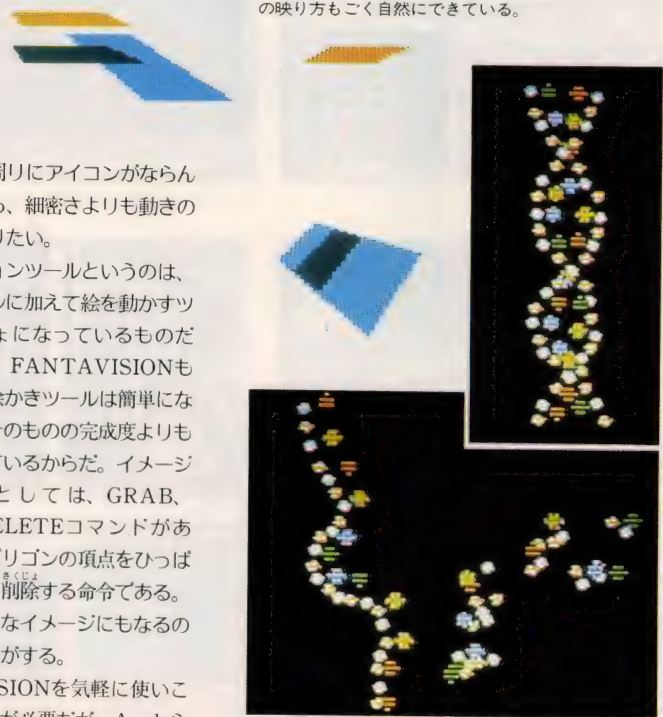 の映り方もごく自然にできている。
周りにアイコンがならん
、細密さよりも動きの
りたい。
ョンツールというのは、
ルに加えて絵を動かすツ
ょになっているものだ
FANTAVISIONも
絵かきツールは簡単にな
そのものの完成度よりも
ているからだ。イメージ
としては、GRAB、
ELETEコマンドがあ
リゴンの頂点をひっぱ
さくじょ
削除する命令である。
なイメージにもなるの
がする。
SIONを気軽に使いこ
が必要だが、